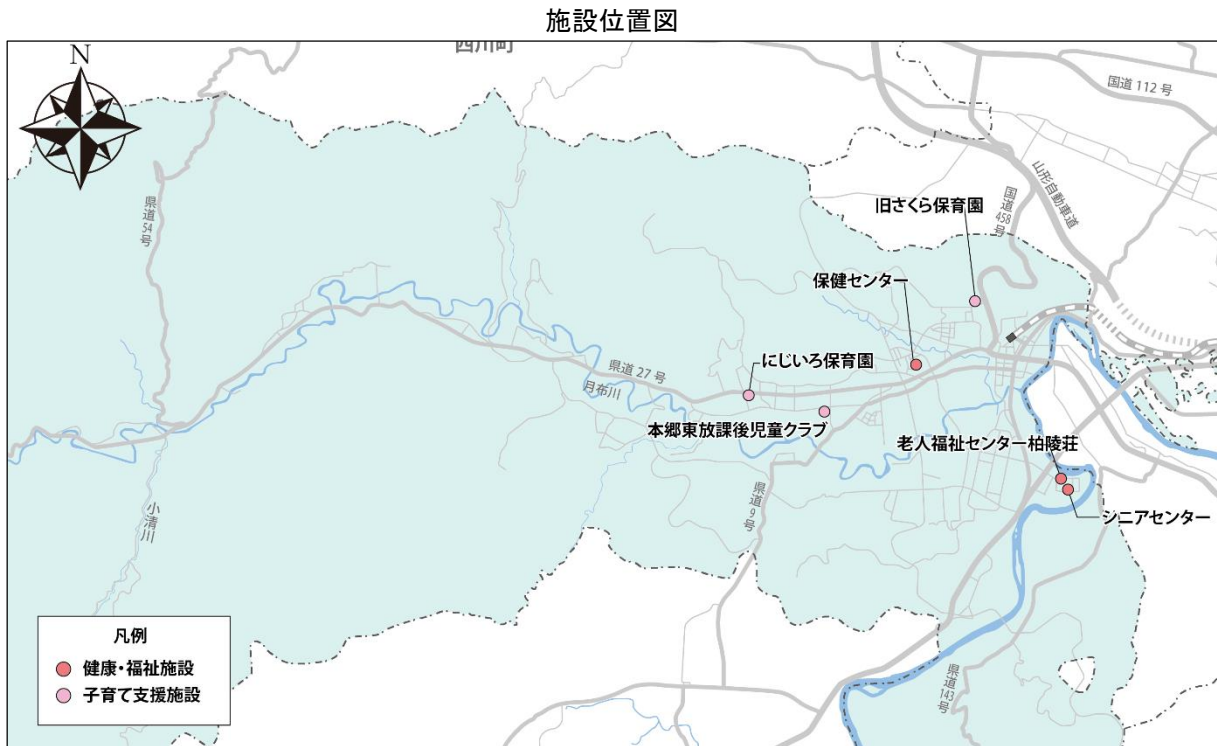 施設位置図
西川町
N
国道 112 号
山形自動車道
国道 458 号
県道 54 号
旧さくら保育園
保健センター
にじいろ保育園
県道 27 号
月布川
本郷東放課後児童クラブ
老人福祉センター柏陵荘
シニアセンター
県道 9 号
小清川
県道 143 号
凡例
健康・福祉施設
子育て支援施設